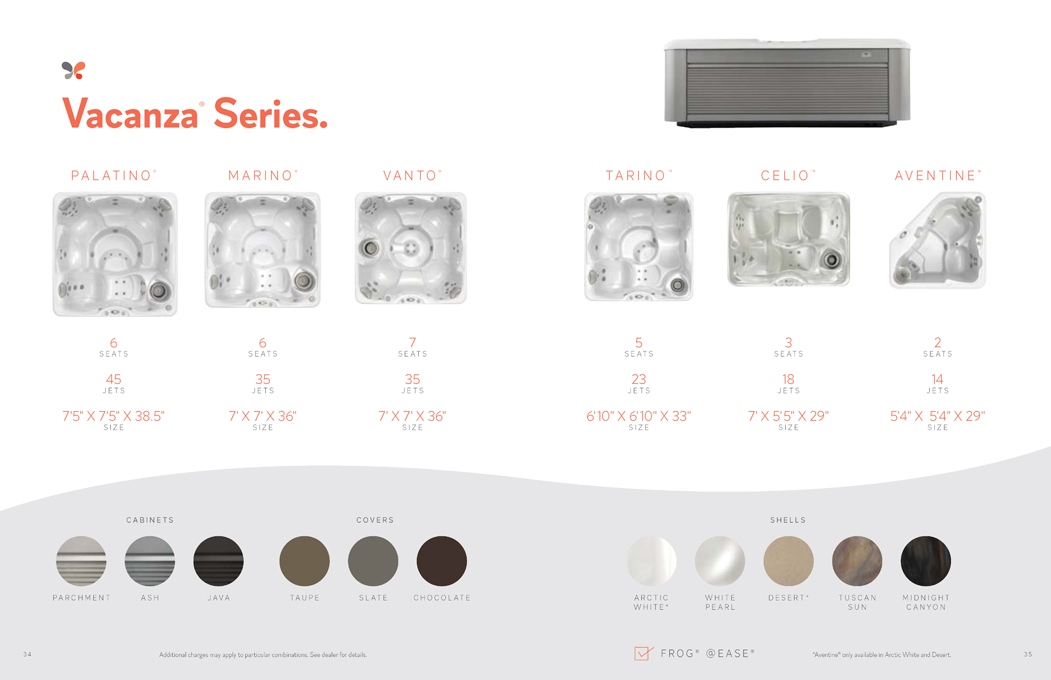 Vacanza® Series.
PALATINO™
MARINO™
VANTO™
TARINO™
CELIO™
AVENTINE®
6
SEATS
45
JETS
7'5" X 7'5" X 38.5"
SIZE
6
SEATS
35
JETS
7' X 7' X 36"
SIZE
7
SEATS
35
JETS
7' X 7' X 36"
SIZE
5
SEATS
23
JETS
6'10" X 6'10" X 33"
SIZE
3
SEATS
18
JETS
7' X 5'5" X 29"
SIZE
2
SEATS
14
JETS
5'4" X 5'4" X 29"
SIZE
CABINETS
PARCHMENT
ASH
JAVA
COVERS
TAUPE
SLATE
CHOCOLATE
SHELLS
ARCTIC
WHITE*
WHITE
PEARL
DESERT*
TUSCAN
SUN
MIDNIGHT
CANYON
34
Additional charges may apply to particular combinations. See dealer for details.
FROG® @EASE®
*Aventine® only available in Arctic White and Desert.
35